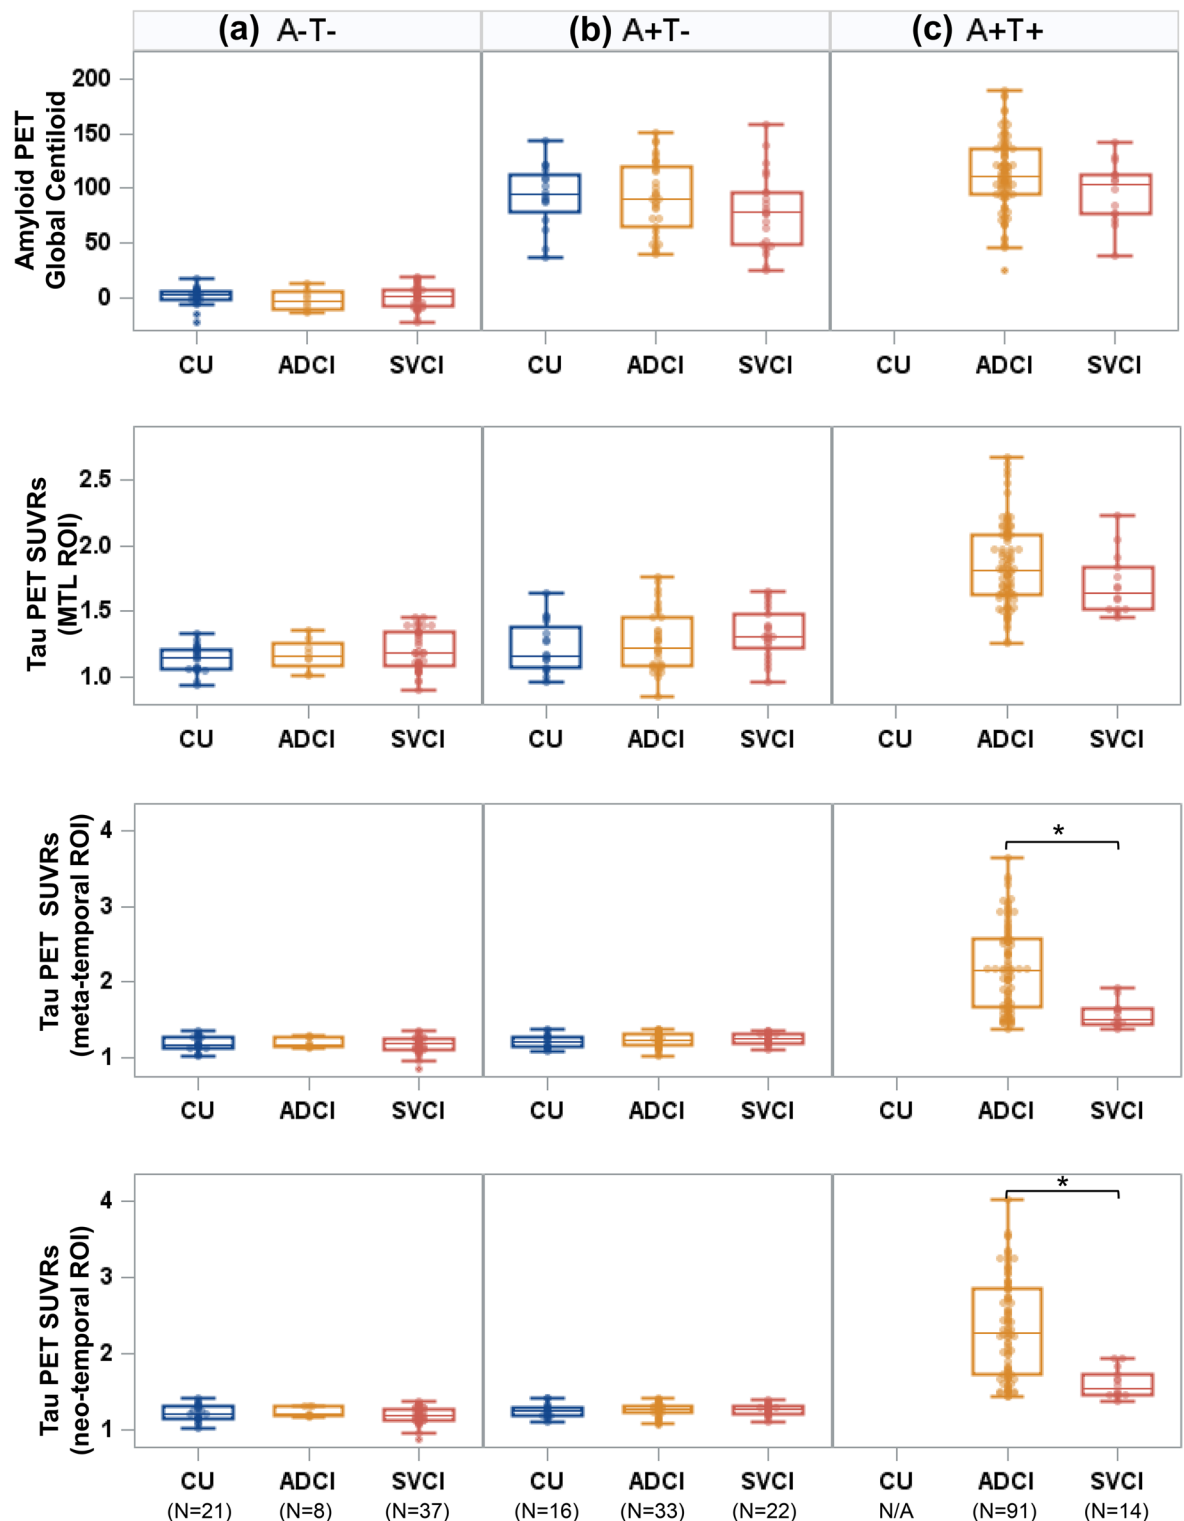 (a) A-T-
(b) A+T-
(c) A+T+
Amyloid PET
Global Centiloid
200
150
100
50
0
CU ADCI SVCI CU ADCI SVCI CU ADCI SVCI
Tau PET SUVRs
(MTL ROI)
2.5
2.0
1.5
1.0
CU ADCI SVCI CU ADCI SVCI CU ADCI SVCI
Tau PET SUVRs
(meta-temporal ROI)
4
3
2
1
*
CU ADCI SVCI CU ADCI SVCI CU ADCI SVCI
Tau PET SUVRs
(neo-temporal ROI)
4
3
2
1
*
CU ADCI SVCI CU ADCI SVCI CU ADCI SVCI
(N=21) (N=8) (N=37) (N=16) (N=33) (N=22) N/A (N=91) (N=14)